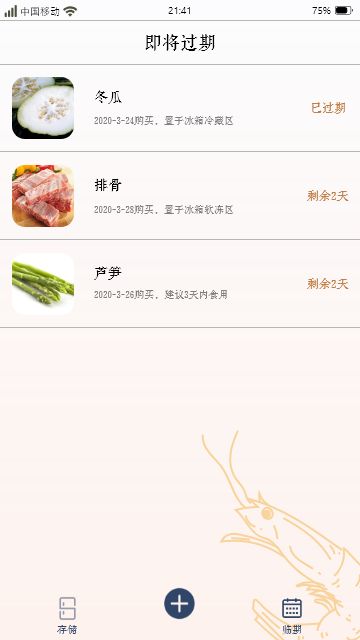 中国移动 21:41 75%
即将过期
冬瓜
已过期
2020-3-24购买，置于冰箱冷藏区
排骨
剩余2天
2020-3-28购买，置于冰箱软冻区
芦笋
剩余2天
2020-3-26购买，建议3天内食用
存储 临期